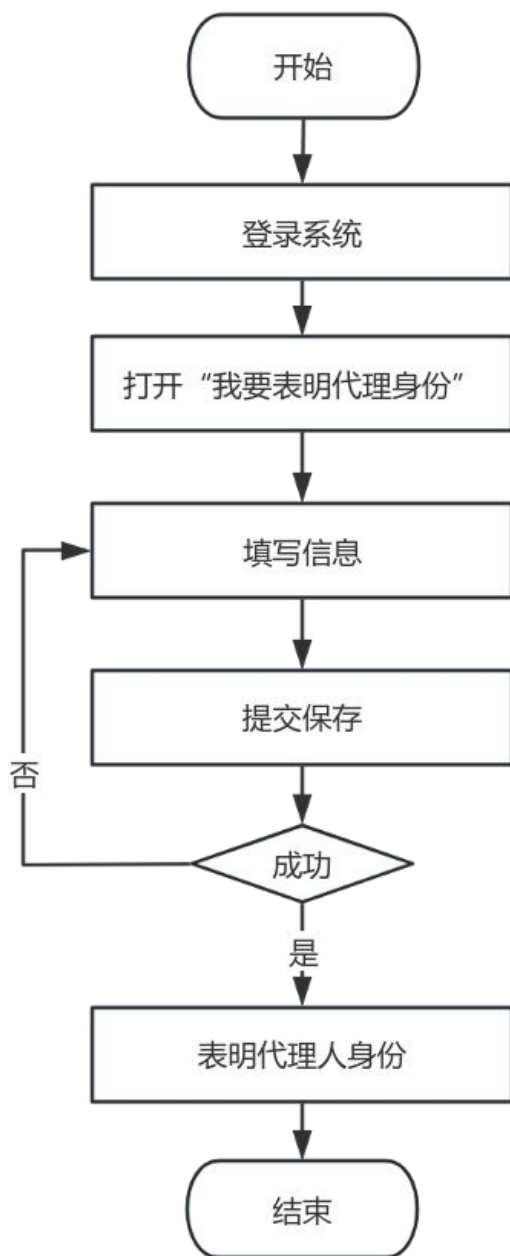 开始
登录系统
打开“我要表明代理身份”
填写信息
提交保存
否
成功
是
表明代理人身份
结束